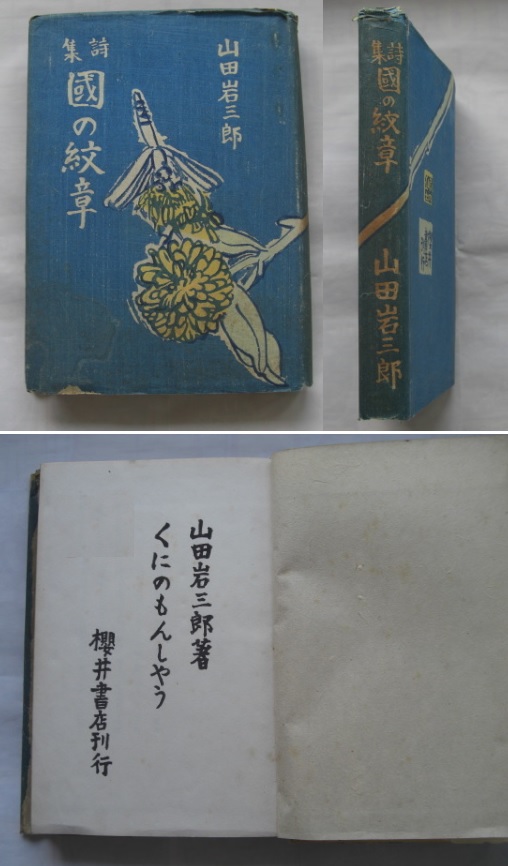 山田岩三郎
詩集
國の紋章
詩集
國の紋章
山田岩三郎
山田岩三郎著
くにのもんしやう
櫻井書店刊行